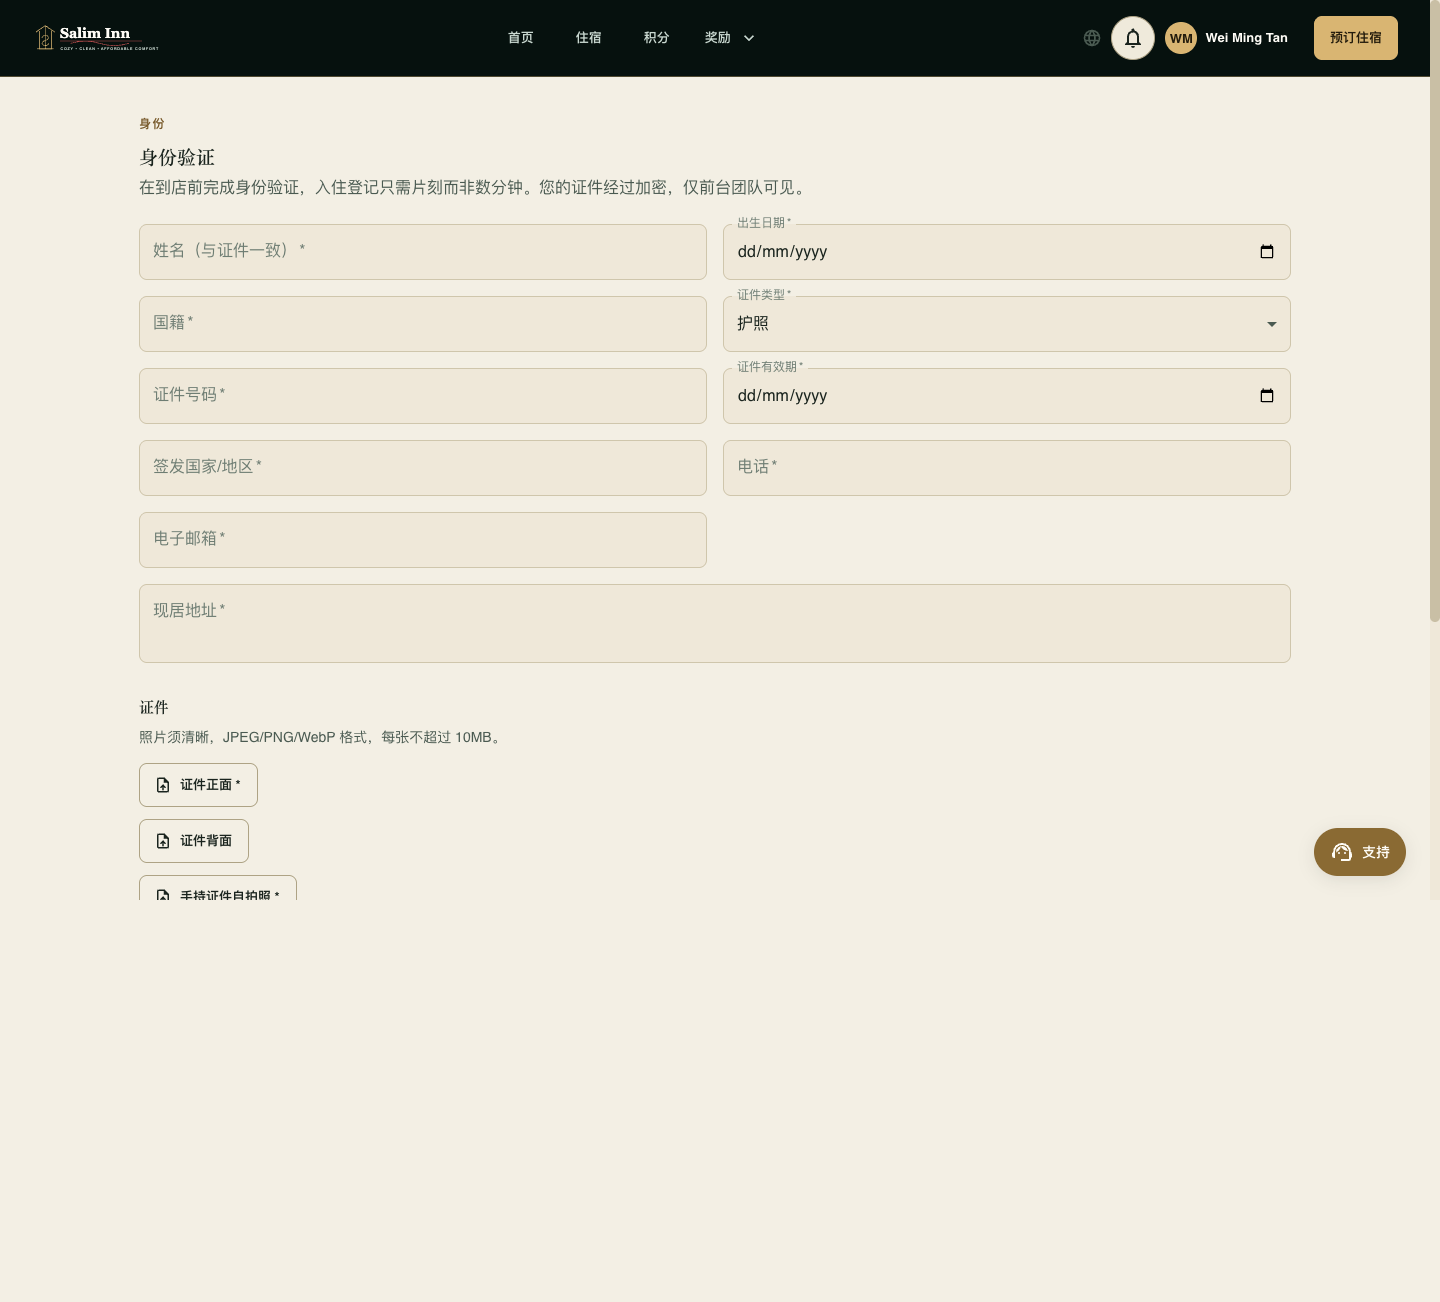 Salim Inn
COZY • CLEAN • AFFORDABLE COMFORT
首页
住宿
积分
奖励
WM
Wei Ming Tan
预订住宿
身份
身份验证
在到店前完成身份验证，入住登记只需片刻而非数分钟。您的证件经过加密，仅前台团队可见。
姓名（与证件一致） *
出生日期 *
dd/mm/yyyy
国籍 *
证件类型 *
护照
证件号码 *
证件有效期 *
dd/mm/yyyy
签发国家/地区 *
电话 *
电子邮箱 *
现居地址 *
证件
照片须清晰，JPEG/PNG/WebP 格式，每张不超过 10MB。
证件正面 *
证件背面
支持
手持证件自拍照 *